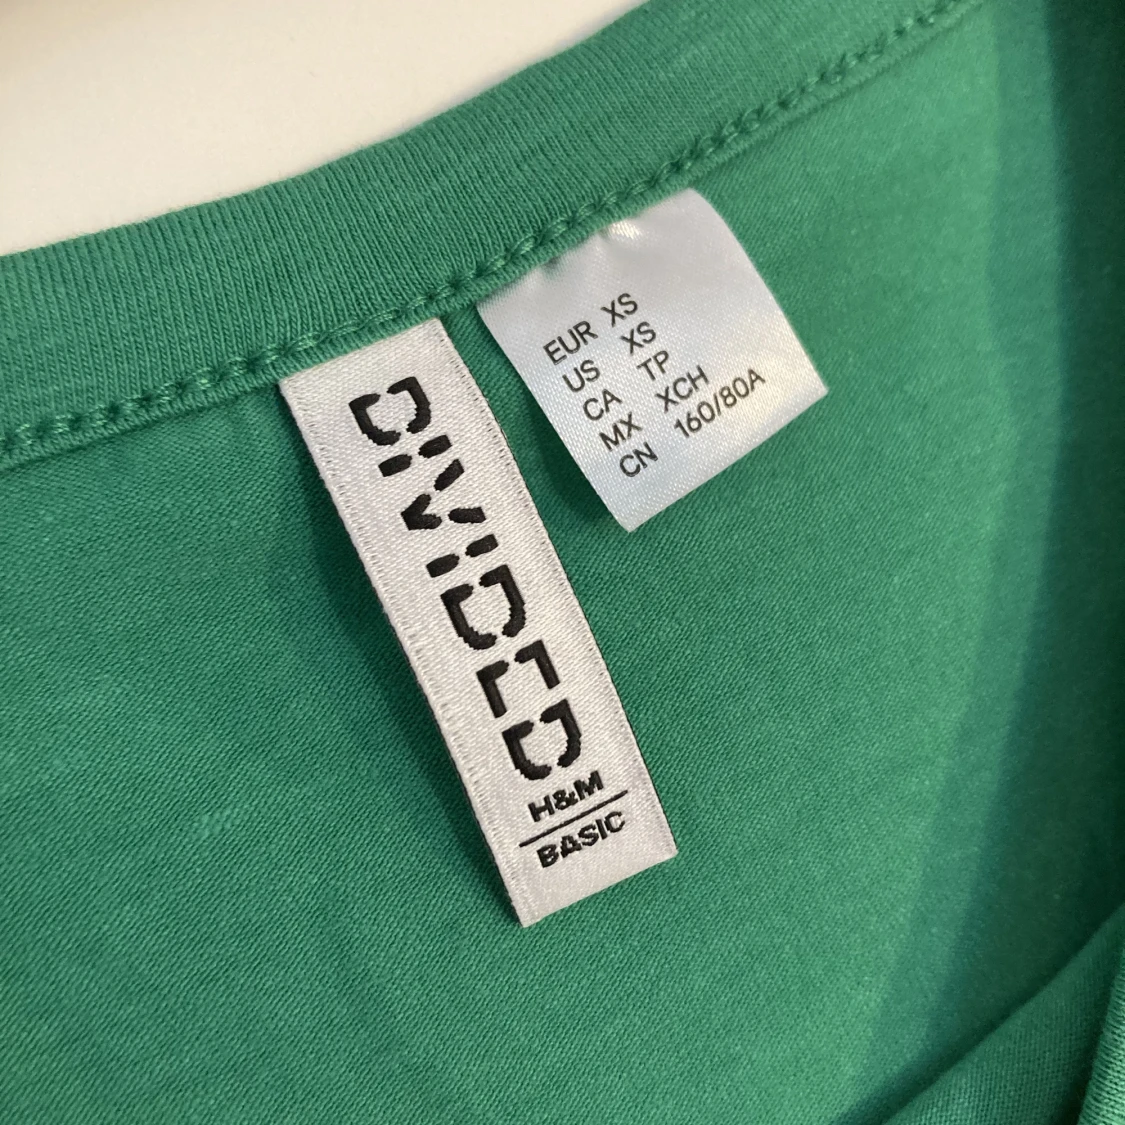 DIVIDED
H&M
BASIC
EUR XS
US XS
CA TP
MX XCH
CN 160/80A